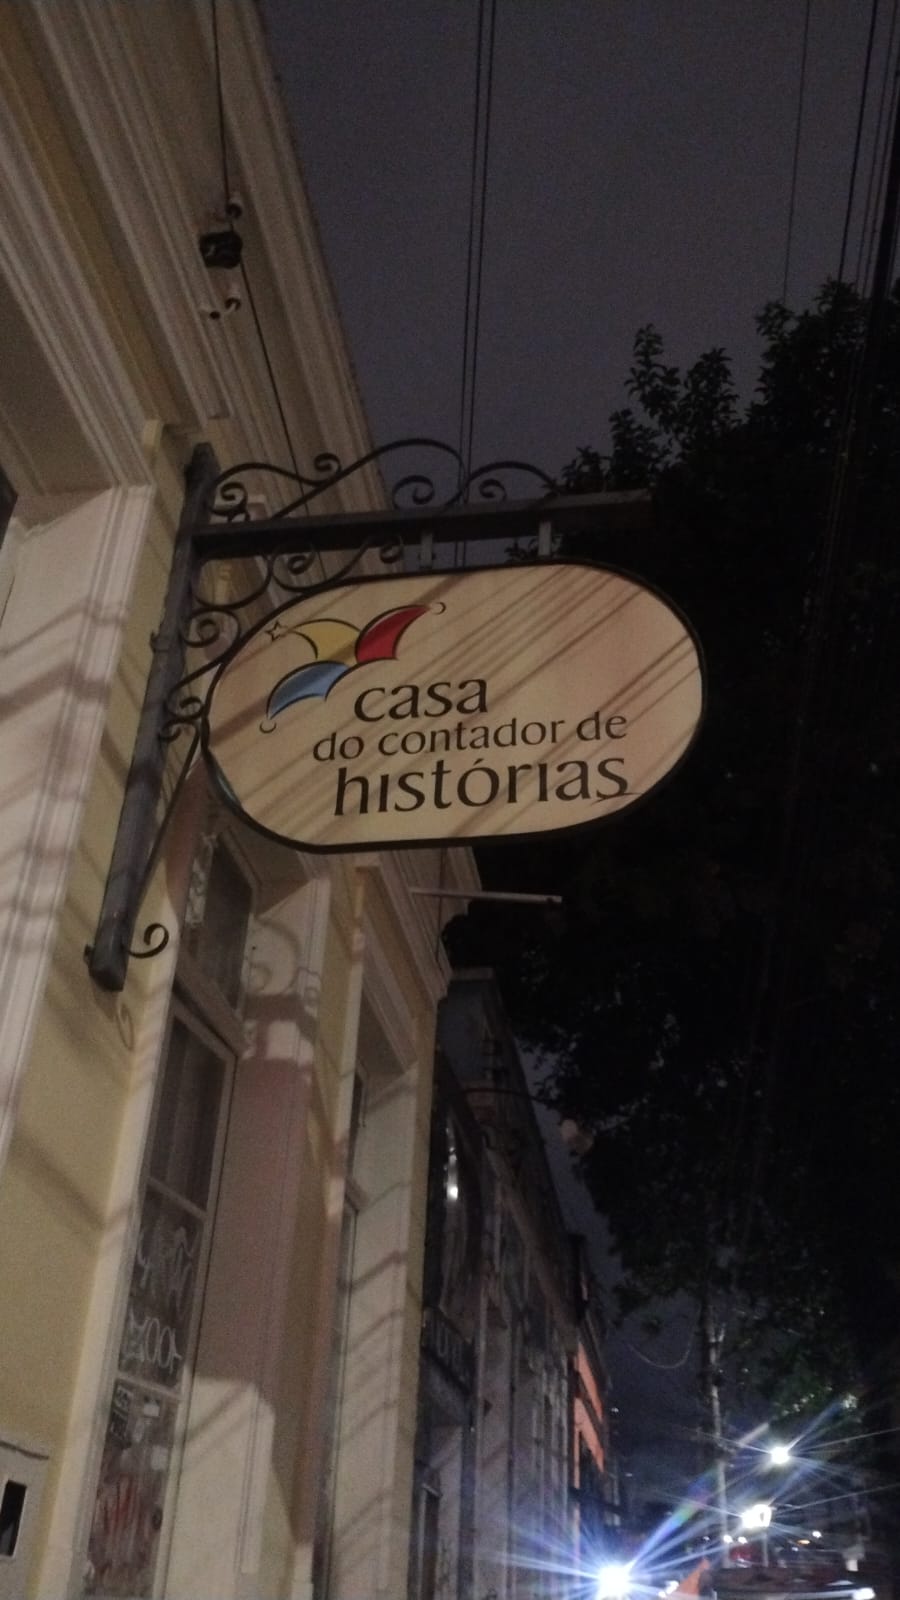 casa
do contador de
histórias